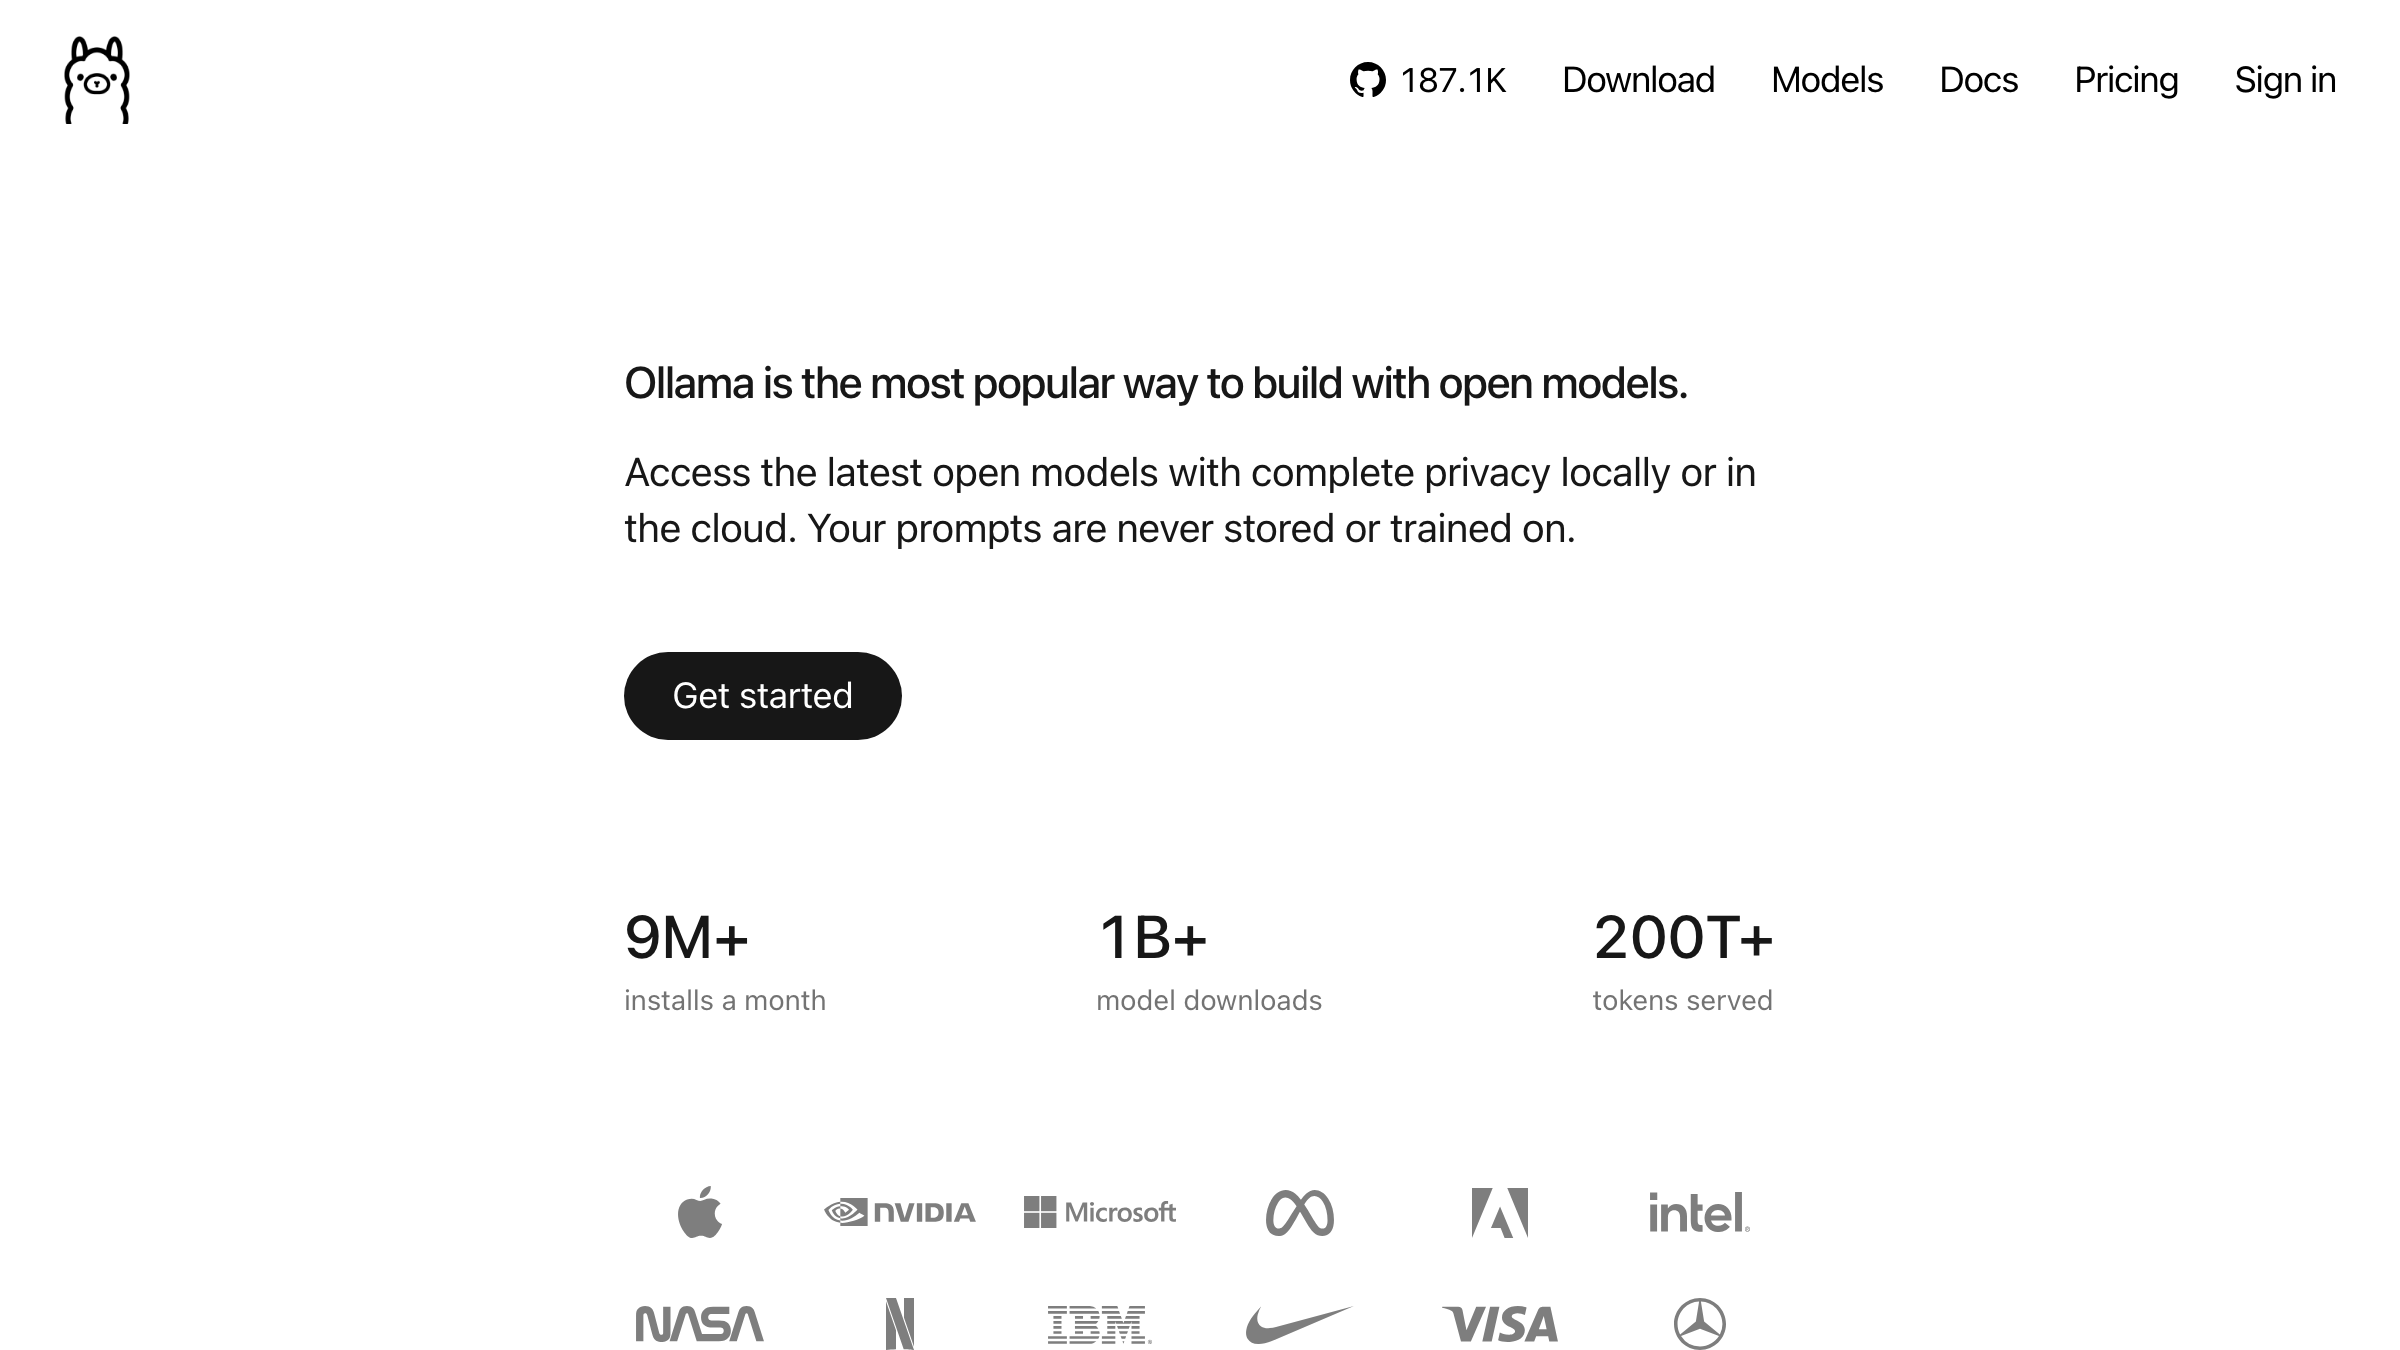 187.1K Download Models Docs Pricing Sign in
Ollama is the most popular way to build with open models.
Access the latest open models with complete privacy locally or in
the cloud. Your prompts are never stored or trained on.
Get started
9M+ 1B+ 200T+
installs a month model downloads tokens served
NVIDIA Microsoft intel®
NASA N IBM® VISA